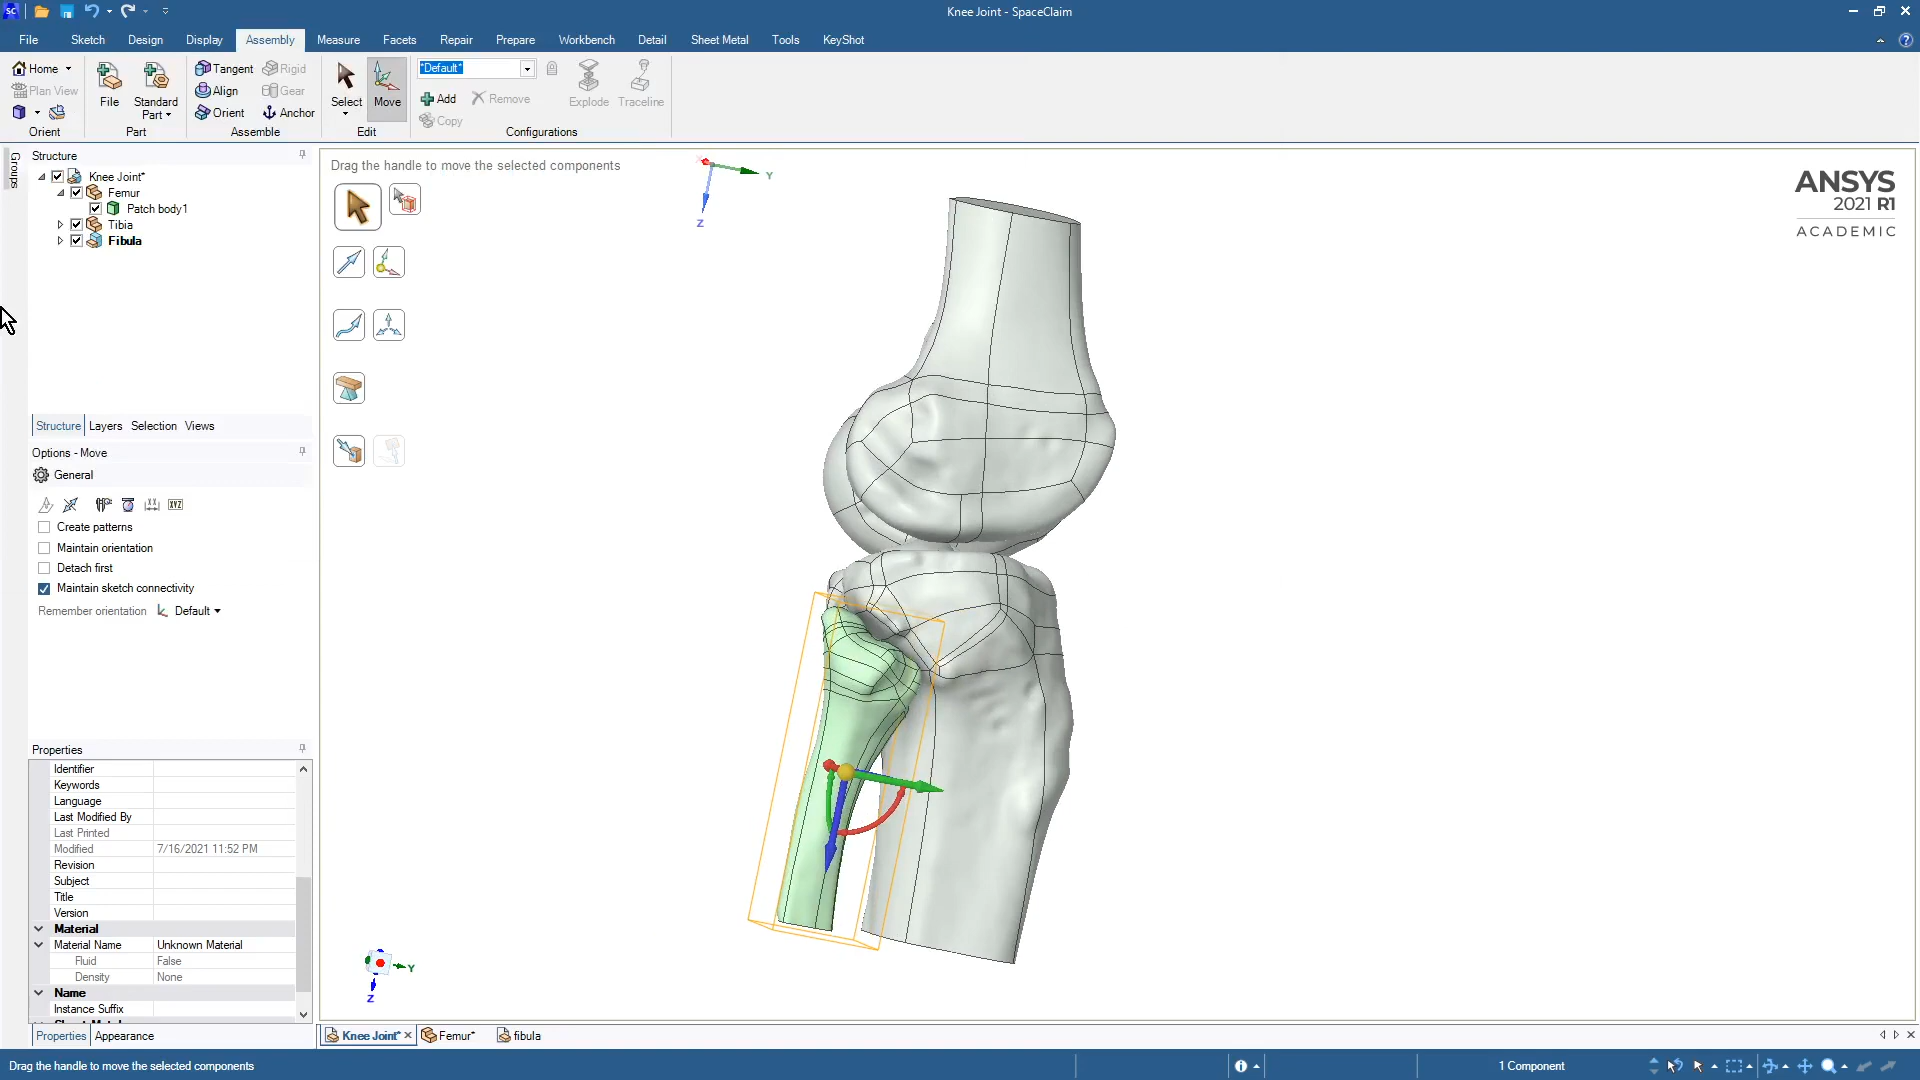 SC
Knee Joint - SpaceClaim
File Sketch Design Display Assembly Measure Facets Repair Prepare Workbench Detail Sheet Metal Tools KeyShot
Home
Plan View
Orient
File
Standard
Part
Part
Tangent
Rigid
Align
Gear
Orient
Anchor
Assemble
Select
Move
Edit
*Default*
Add
Remove
Copy
Explode
Traceline
Configurations
Groups
Structure
Knee Joint*
Femur
Patch body1
Tibia
Fibula
Structure Layers Selection Views
Options - Move
General
XYZ
Create patterns
Maintain orientation
Detach first
Maintain sketch connectivity
Remember orientation Default
Properties
Identifier
Keywords
Language
Last Modified By
Last Printed
Modified 7/16/2021 11:52 PM
Revision
Subject
Title
Version
Material
Material Name Unknown Material
Fluid False
Density None
Name
Instance Suffix
Properties Appearance
Drag the handle to move the selected components
Y
Z
ANSYS
2021 R1
ACADEMIC
Y
Z
Knee Joint*
Femur*
fibula
Drag the handle to move the selected components
1 Component